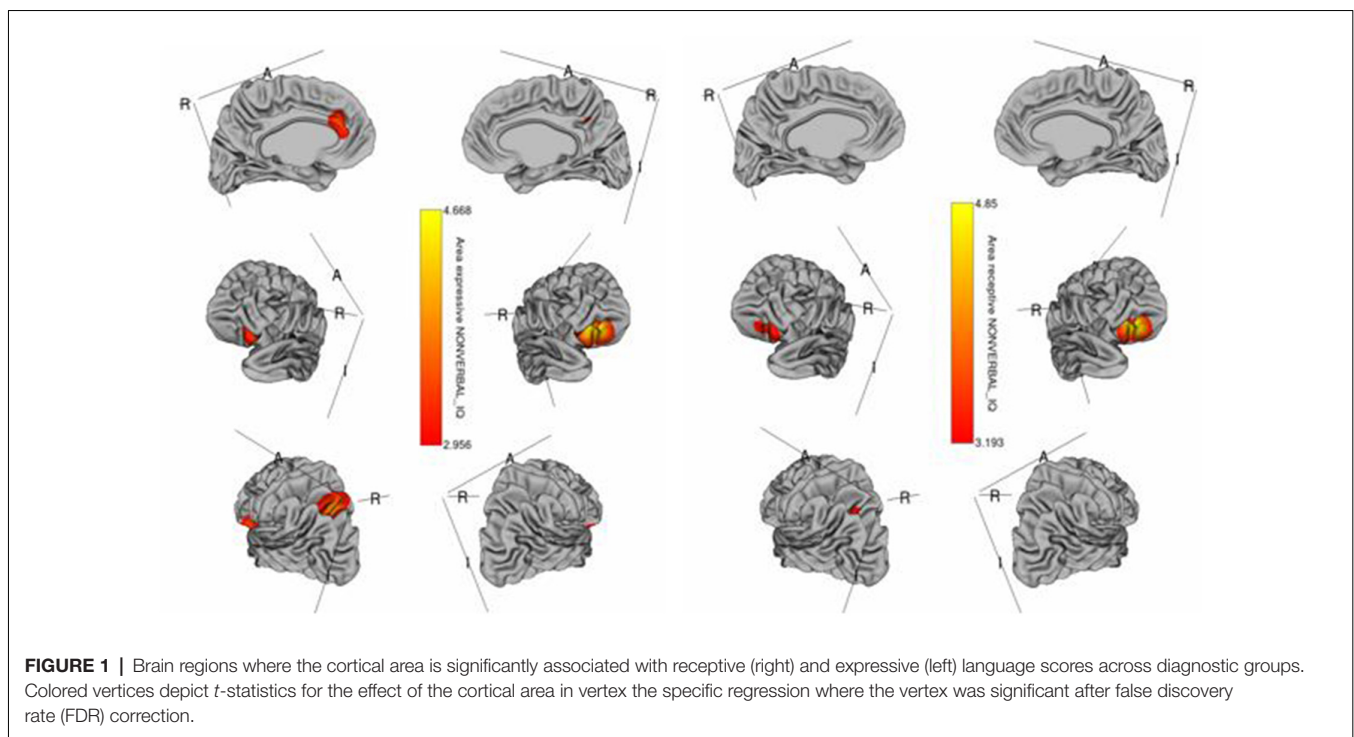 A
R
A
R
I
A
R
A
R
I
4.668
Area expressive NONVERBAL_IQ
2.956
4.85
Area receptive NONVERBAL_IQ
3.193
A
R
I
R
A
R
I
R
A
R
A
R
I
A
R
A
R
I
FIGURE 1 | Brain regions where the cortical area is significantly associated with receptive (right) and expressive (left) language scores across diagnostic groups.
Colored vertices depict t-statistics for the effect of the cortical area in vertex the specific regression where the vertex was significant after false discovery
rate (FDR) correction.